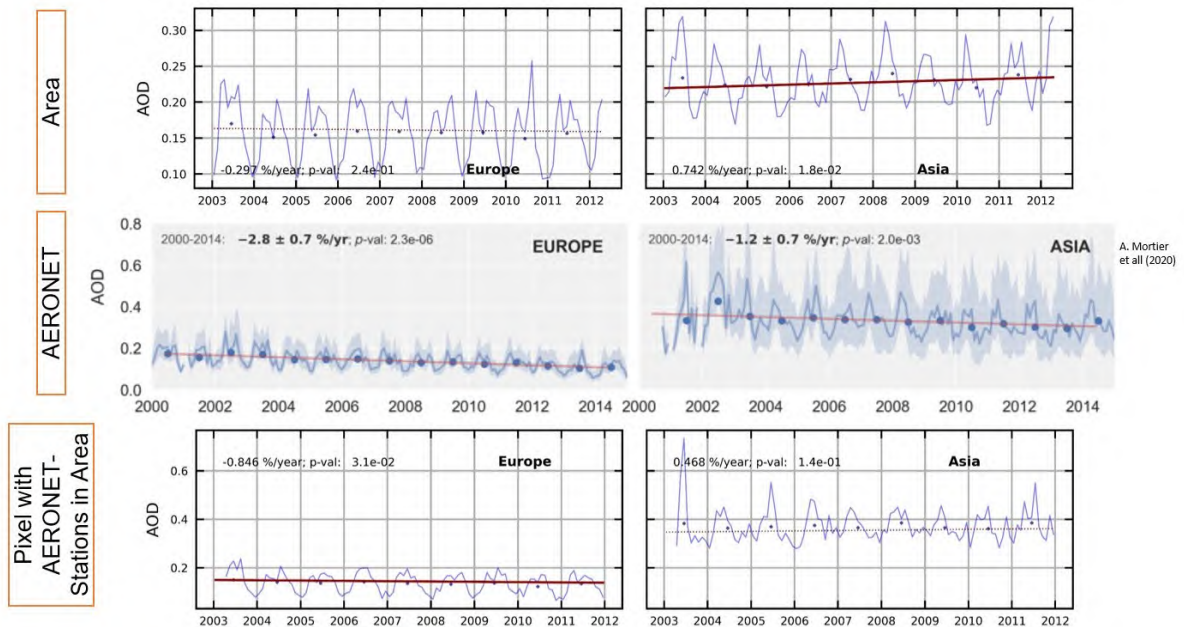 Area
AOD
0.30
0.25
0.20
0.15
0.10
-0.297 %/year; p-val: 2.4e-01
Europe
2003 2004 2005 2006 2007 2008 2009 2010 2011 2012
0.742 %/year; p-val: 1.8e-02
Asia
2003 2004 2005 2006 2007 2008 2009 2010 2011 2012
AERONET
AOD
0.8
0.6
0.4
0.2
0.0
2000-2014: −2.8 ± 0.7 %/yr; p-val: 2.3e-06
EUROPE
2000 2002 2004 2006 2008 2010 2012 2014
2000-2014: −1.2 ± 0.7 %/yr; p-val: 2.0e-03
ASIA
2000 2002 2004 2006 2008 2010 2012 2014
A. Mortier
et all (2020)
Pixel with
AERONET-
Stations in Area
AOD
0.6
0.4
0.2
-0.846 %/year; p-val: 3.1e-02
Europe
2003 2004 2005 2006 2007 2008 2009 2010 2011 2012
0.468 %/year; p-val: 1.4e-01
Asia
2003 2004 2005 2006 2007 2008 2009 2010 2011 2012